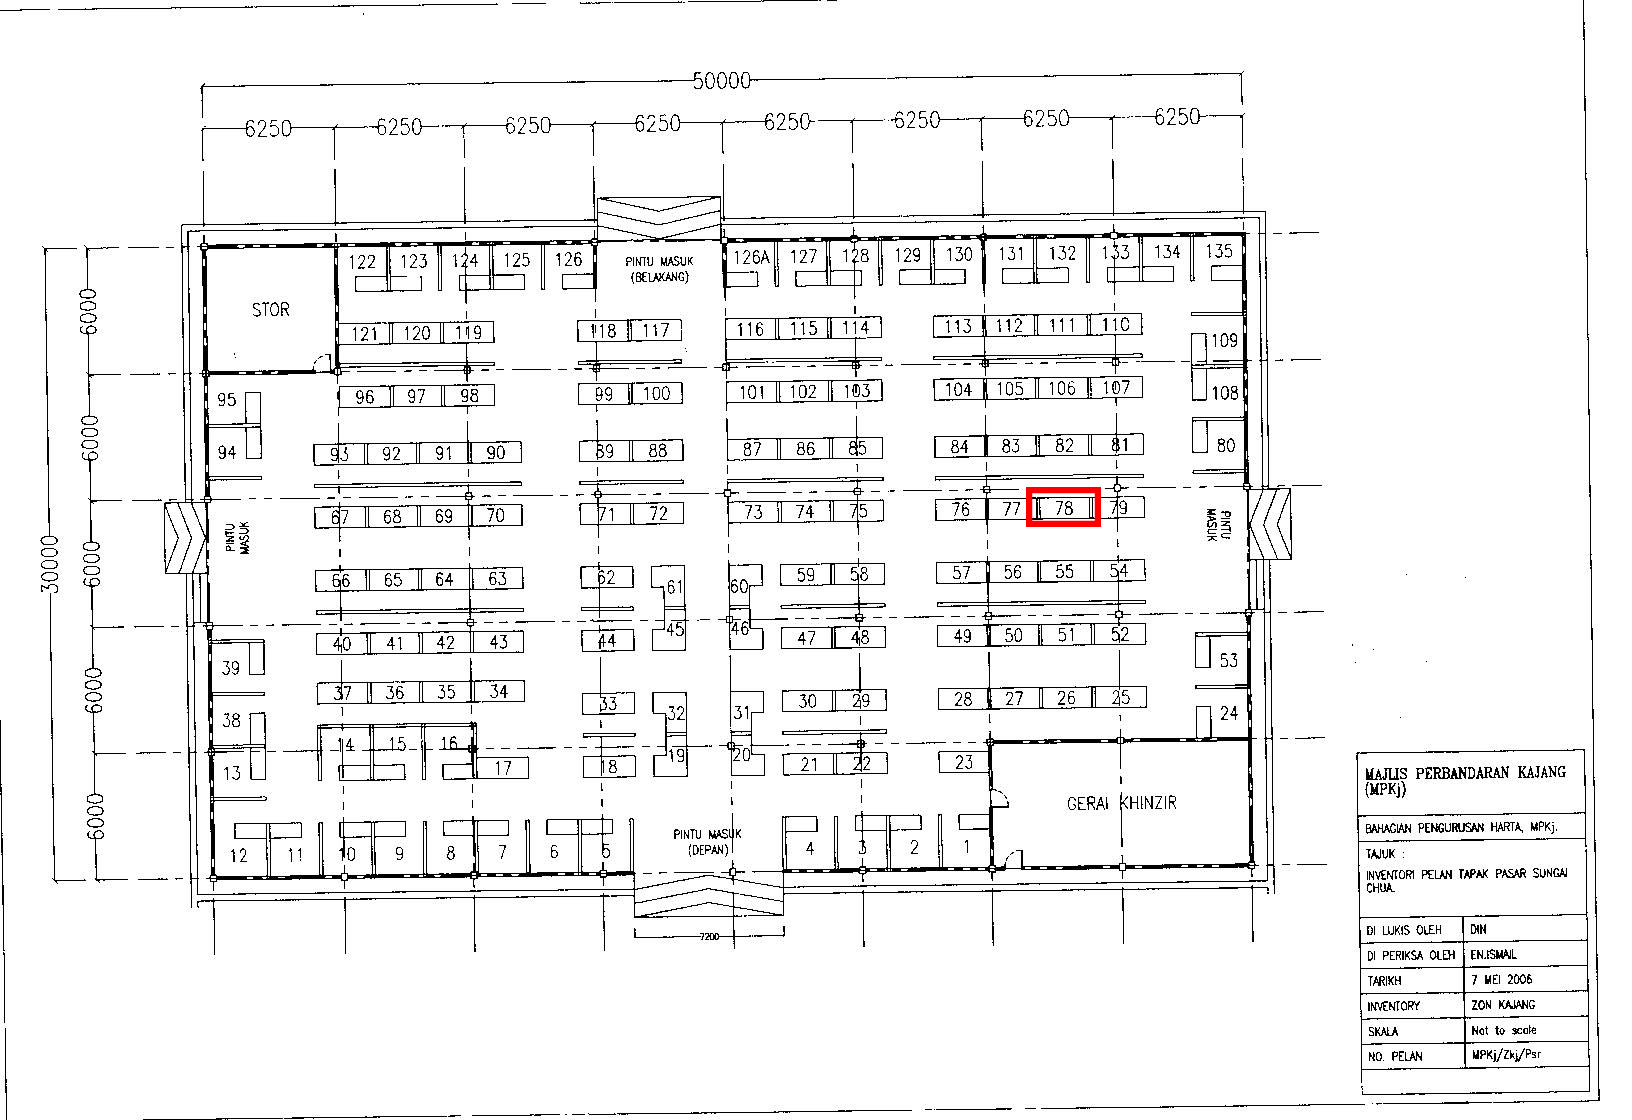 50000
6250 6250 6250 6250 6250 6250 6250 6250
122 123 124 125 126 PINTU MASUK 126A 127 128 129 130 131 132 133 134 135
(BELAKANG)
6000 STOR
121 120 119 118 117 116 115 114 113 112 111 110
109
95 96 97 98 99 100 101 102 103 104 105 106 107 108
6000
94 93 92 91 90 89 88 87 86 85 84 83 82 81 80
67 68 69 70 71 72 73 74 75 76 77 78 79
PINTU MASUK
PINTU MASUK
30000
6000
66 65 64 63 62 61 60 59 58 57 56 55 54
40 41 42 43 44 45 46 47 48 49 50 51 52
39 53
6000
37 36 35 34 33 32 31 30 29 28 27 26 25
38 24
14 15 16
13 17 18 19 20 21 22 23
6000
GERAI KHINZIR
PINTU MASUK
(DEPAN)
12 11 10 9 8 7 6 5 4 3 2 1
7200
MAJLIS PERBANDARAN KAJANG
(MPKj)
BAHAGIAN PENGURUSAN HARTA, MPKj.
TAJUK :
INVENTORI PELAN TAPAK PASAR SUNGAI
CHUA.
DI LUKIS OLEH DIN
DI PERIKSA OLEH EN.ISMAIL
TARIKH 7 MEI 2006
INVENTORY ZON KAJANG
SKALA Not to scale
NO. PELAN MPKj/Zkj/Psr